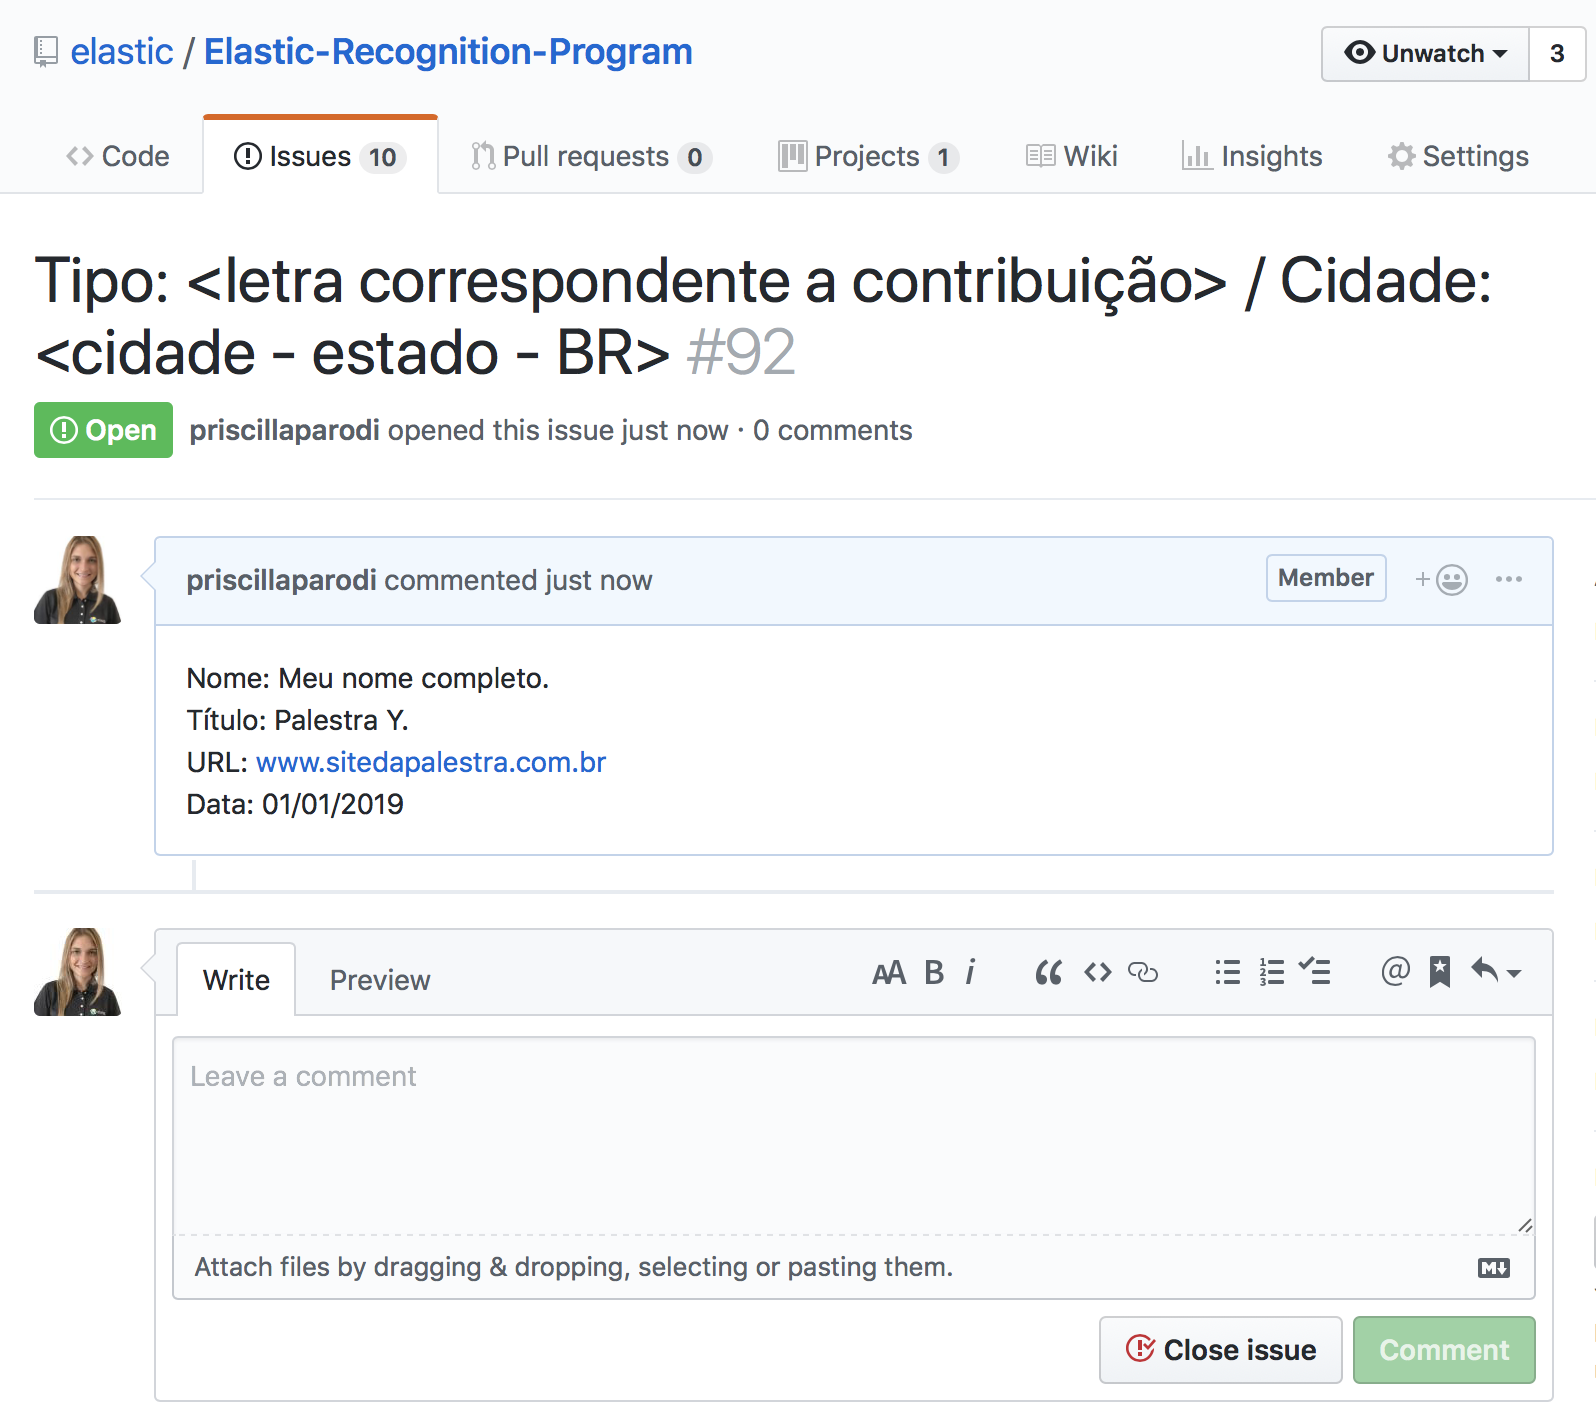 elastic / Elastic-Recognition-Program
Unwatch 3
Code Issues 10 Pull requests 0 Projects 1 Wiki Insights Settings
Tipo: <letra correspondente a contribuição> / Cidade:
<cidade - estado - BR> #92
Open priscillaparodi opened this issue just now · 0 comments
priscillaparodi commented just now Member
Nome: Meu nome completo.
Título: Palestra Y.
URL: www.sitedapalestra.com.br
Data: 01/01/2019
Write Preview
Leave a comment
Attach files by dragging & dropping, selecting or pasting them.
Close issue Comment